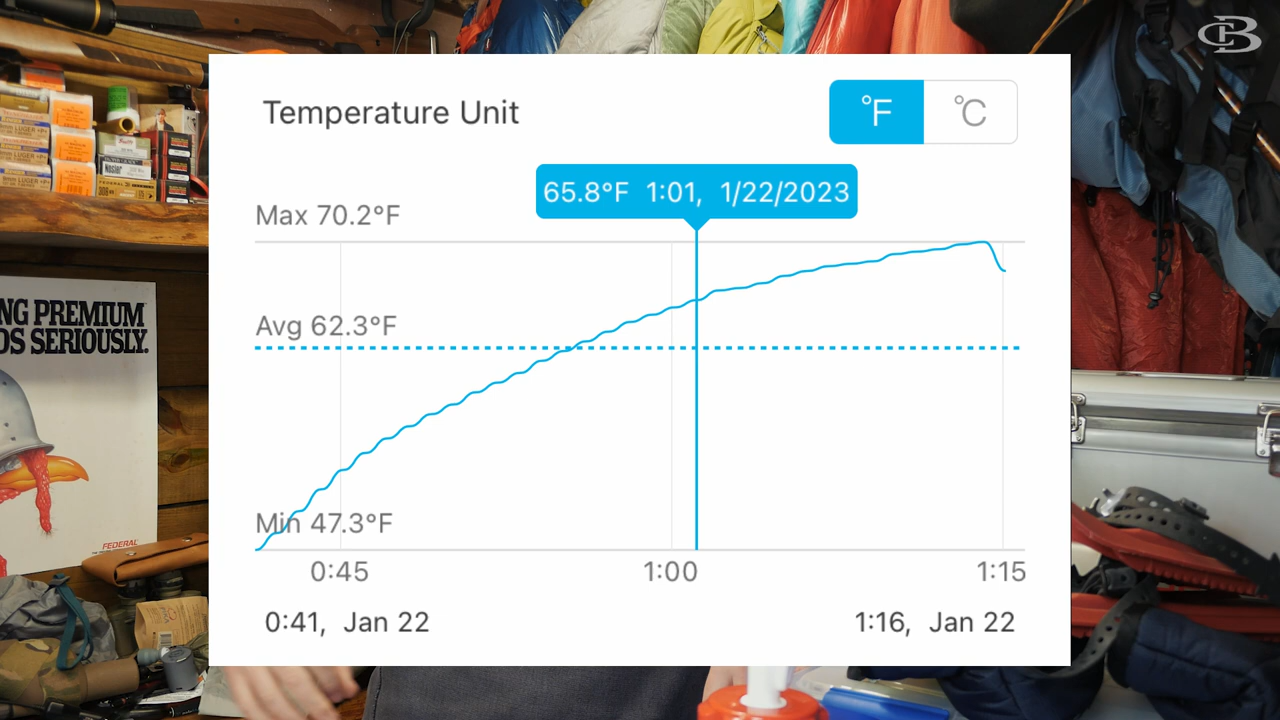 Temperature Unit
°F
°C
65.8°F 1:01, 1/22/2023
Max 70.2°F
Avg 62.3°F
Min 47.3°F
0:45
1:00
1:15
0:41, Jan 22
1:16, Jan 22
NG PREMIUM
DS SERIOUSLY.
FEDERAL
Nosler